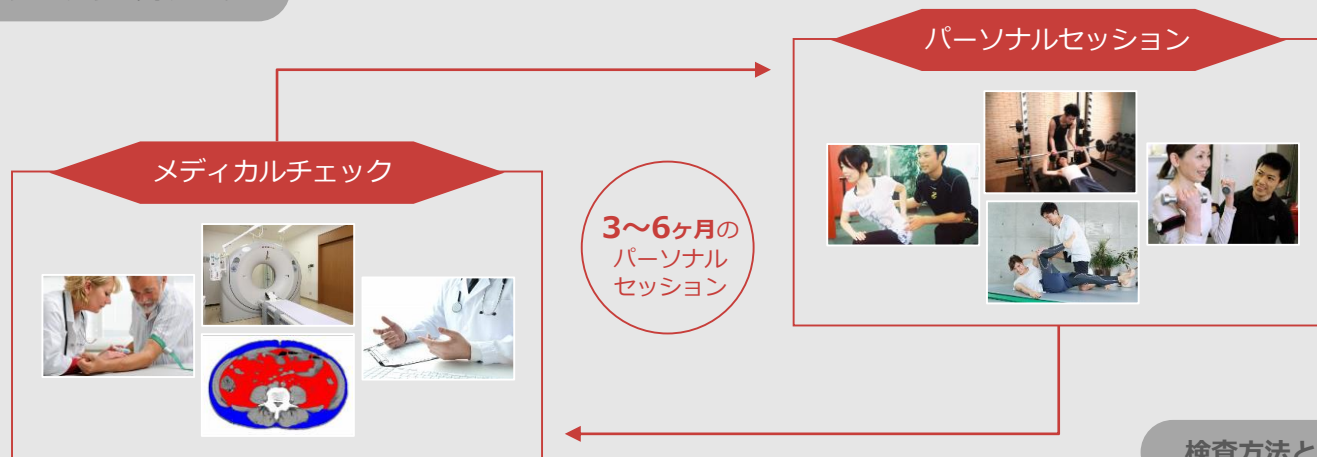 パーソナルセッション
メディカルチェック
3〜6ヶ月の
パーソナル
セッション
検査方法と